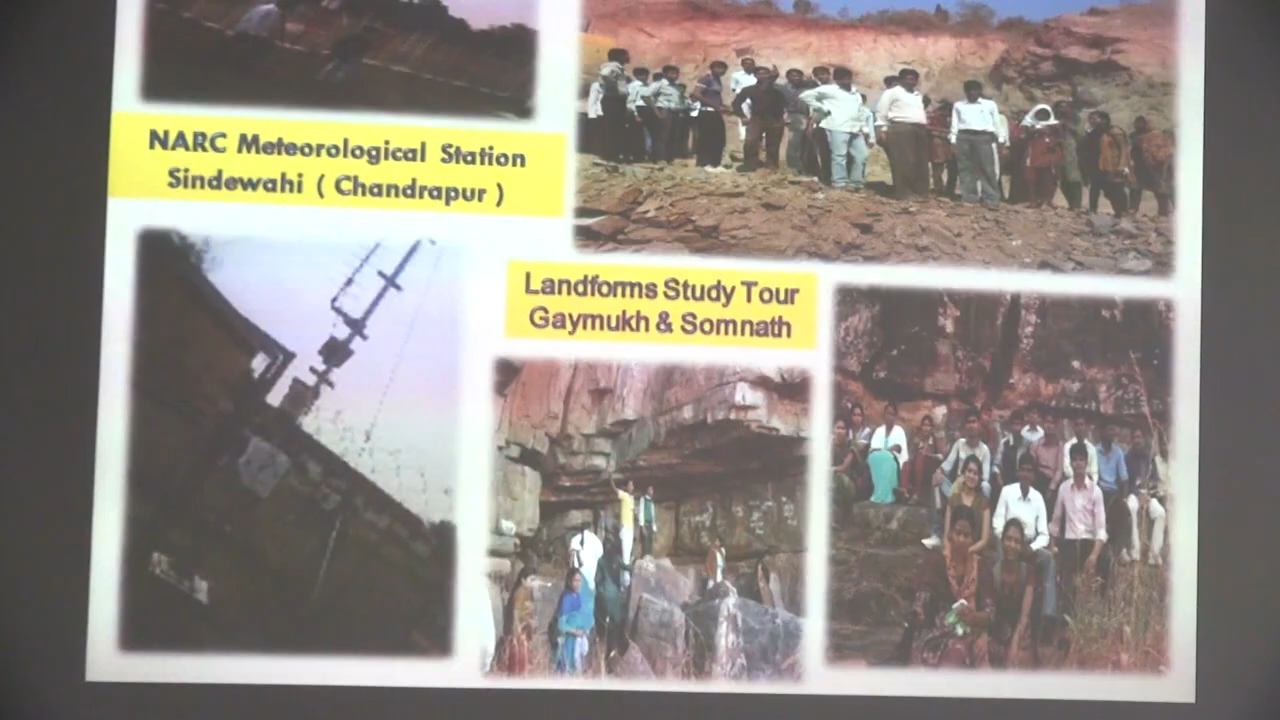 NARC Meteorological Station
Sindewahi ( Chandrapur )
Landforms Study Tour
Gaymukh & Somnath